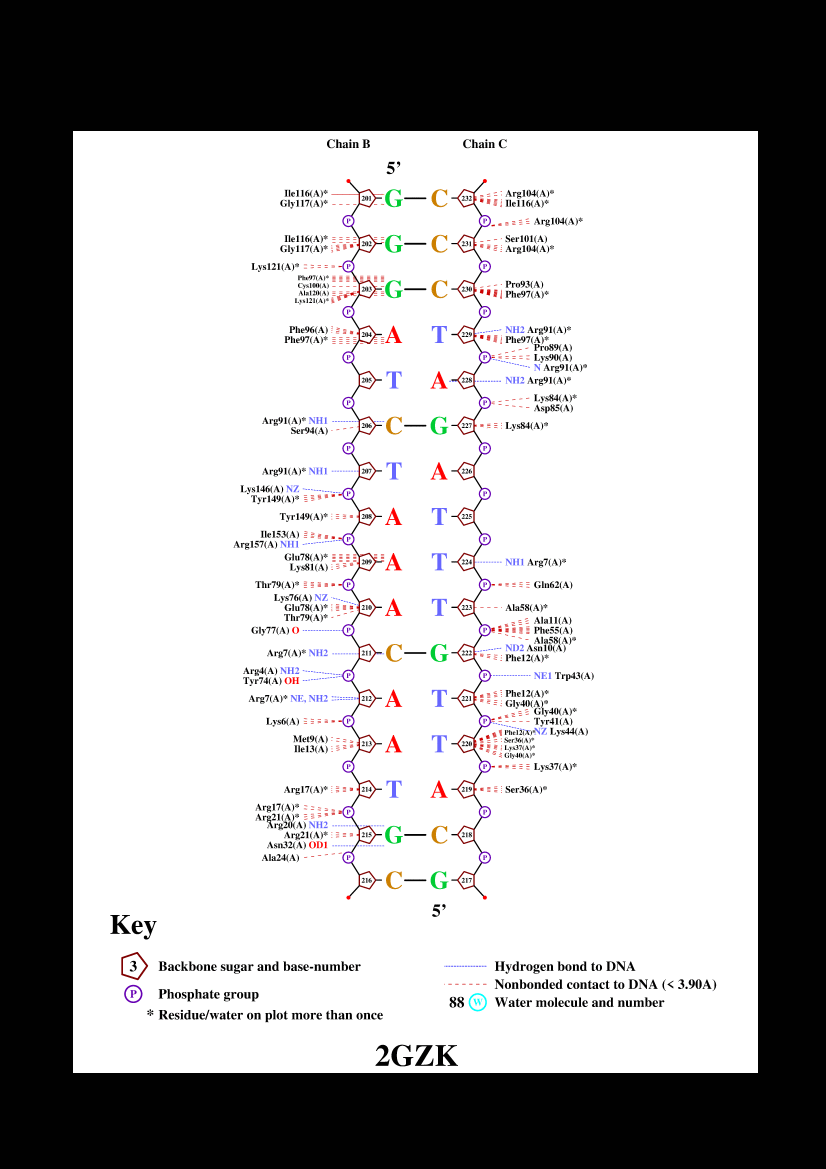 Chain B Chain C
5’
Ile116(A)* 201 G C 232 Arg104(A)*
Gly117(A)* Ile116(A)*
P P Arg104(A)*
Ile116(A)* 202 G C 231 Ser101(A)
Gly117(A)* Arg104(A)*
Lys121(A)* P P
Phe97(A)*
Cys100(A) 203 G C 230 Pro93(A)
Ala120(A) Phe97(A)*
Lys121(A)*
P P
Phe96(A) 204 A T 229 NH2 Arg91(A)*
Phe97(A)* Phe97(A)*
Pro89(A)
P P Lys90(A)
N Arg91(A)*
205 T A 228 NH2 Arg91(A)*
P P Lys84(A)*
Asp85(A)
Arg91(A)* NH1 206 C G 227 Lys84(A)*
Ser94(A)
P P
Arg91(A)* NH1 207 T A 226
Lys146(A) NZ P P
Tyr149(A)*
Tyr149(A)* 208 A T 225
Ile153(A) P P
Arg157(A) NH1
Glu78(A)* 209 A T 224 NH1 Arg7(A)*
Lys81(A)
Thr79(A)* P P Gln62(A)
Lys76(A) NZ
Glu78(A)* 210 A T 223 Ala58(A)*
Thr79(A)*
Ala11(A)
Gly77(A) O P P Phe55(A)
Ala58(A)*
Arg7(A)* NH2 211 C G 222 ND2 Asn10(A)
Phe12(A)*
Arg4(A) NH2 P P NE1 Trp43(A)
Tyr74(A) OH
Arg7(A)* NE, NH2 212 A T 221 Phe12(A)*
Gly40(A)*
Gly40(A)*
Lys6(A) P P Tyr41(A)
NZ Lys44(A)
Phe12(A)*
Met9(A) 213 A T 220 Ser36(A)*
Ile13(A) Lys37(A)*
Gly40(A)*
P P Lys37(A)*
Arg17(A)* 214 T A 219 Ser36(A)*
Arg17(A)* P P
Arg21(A)*
Arg20(A) NH2
Arg21(A)* 215 G C 218
Asn32(A) OD1
Ala24(A) P P
216 C G 217
5’
Key
3 Backbone sugar and base-number
P Phosphate group
* Residue/water on plot more than once
Hydrogen bond to DNA
Nonbonded contact to DNA (< 3.90A)
88 W Water molecule and number
2GZK